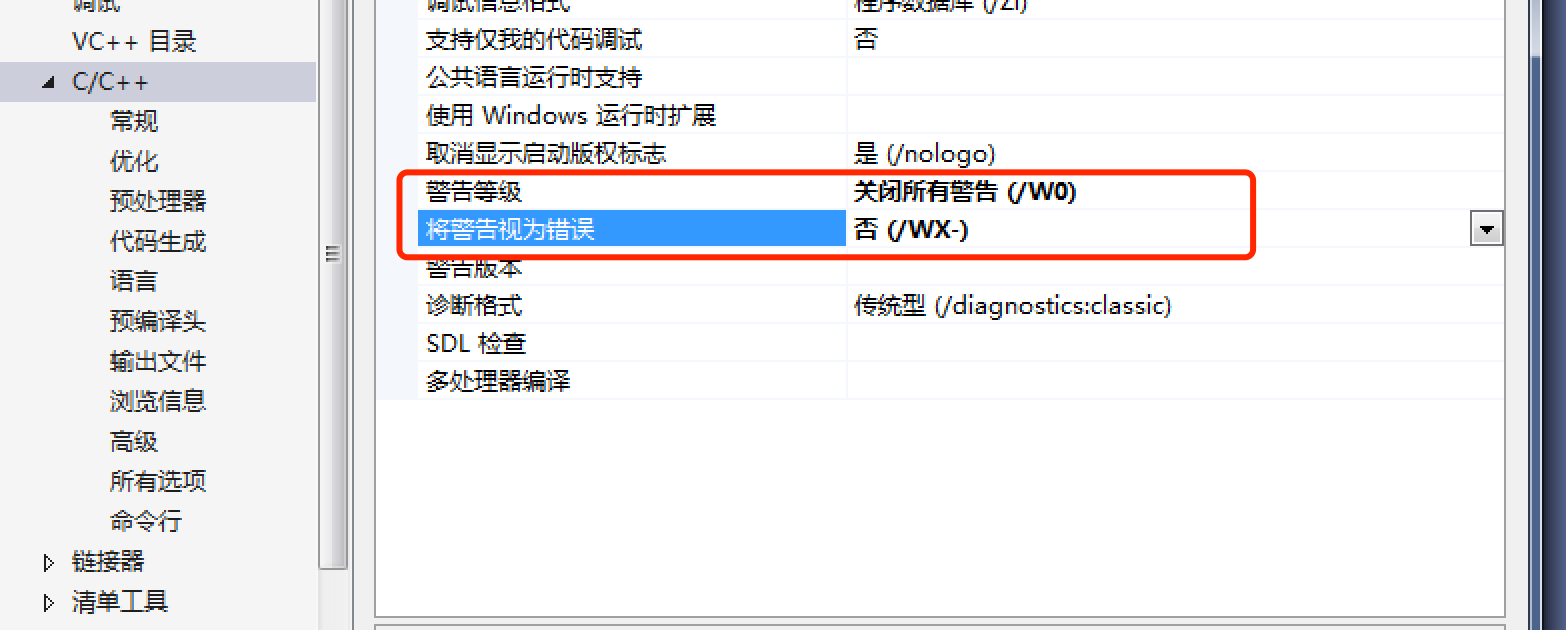 调试
VC++ 目录
C/C++
常规
优化
预处理器
代码生成
语言
预编译头
输出文件
浏览信息
高级
所有选项
命令行
链接器
清单工具
调试信息格式 程序数据库 (/Zi)
支持仅我的代码调试 否
公共语言运行时支持
使用 Windows 运行时扩展
取消显示启动版权标志 是 (/nologo)
警告等级 关闭所有警告 (/W0)
将警告视为错误 否 (/WX-)
警告版本
诊断格式 传统型 (/diagnostics:classic)
SDL 检查
多处理器编译